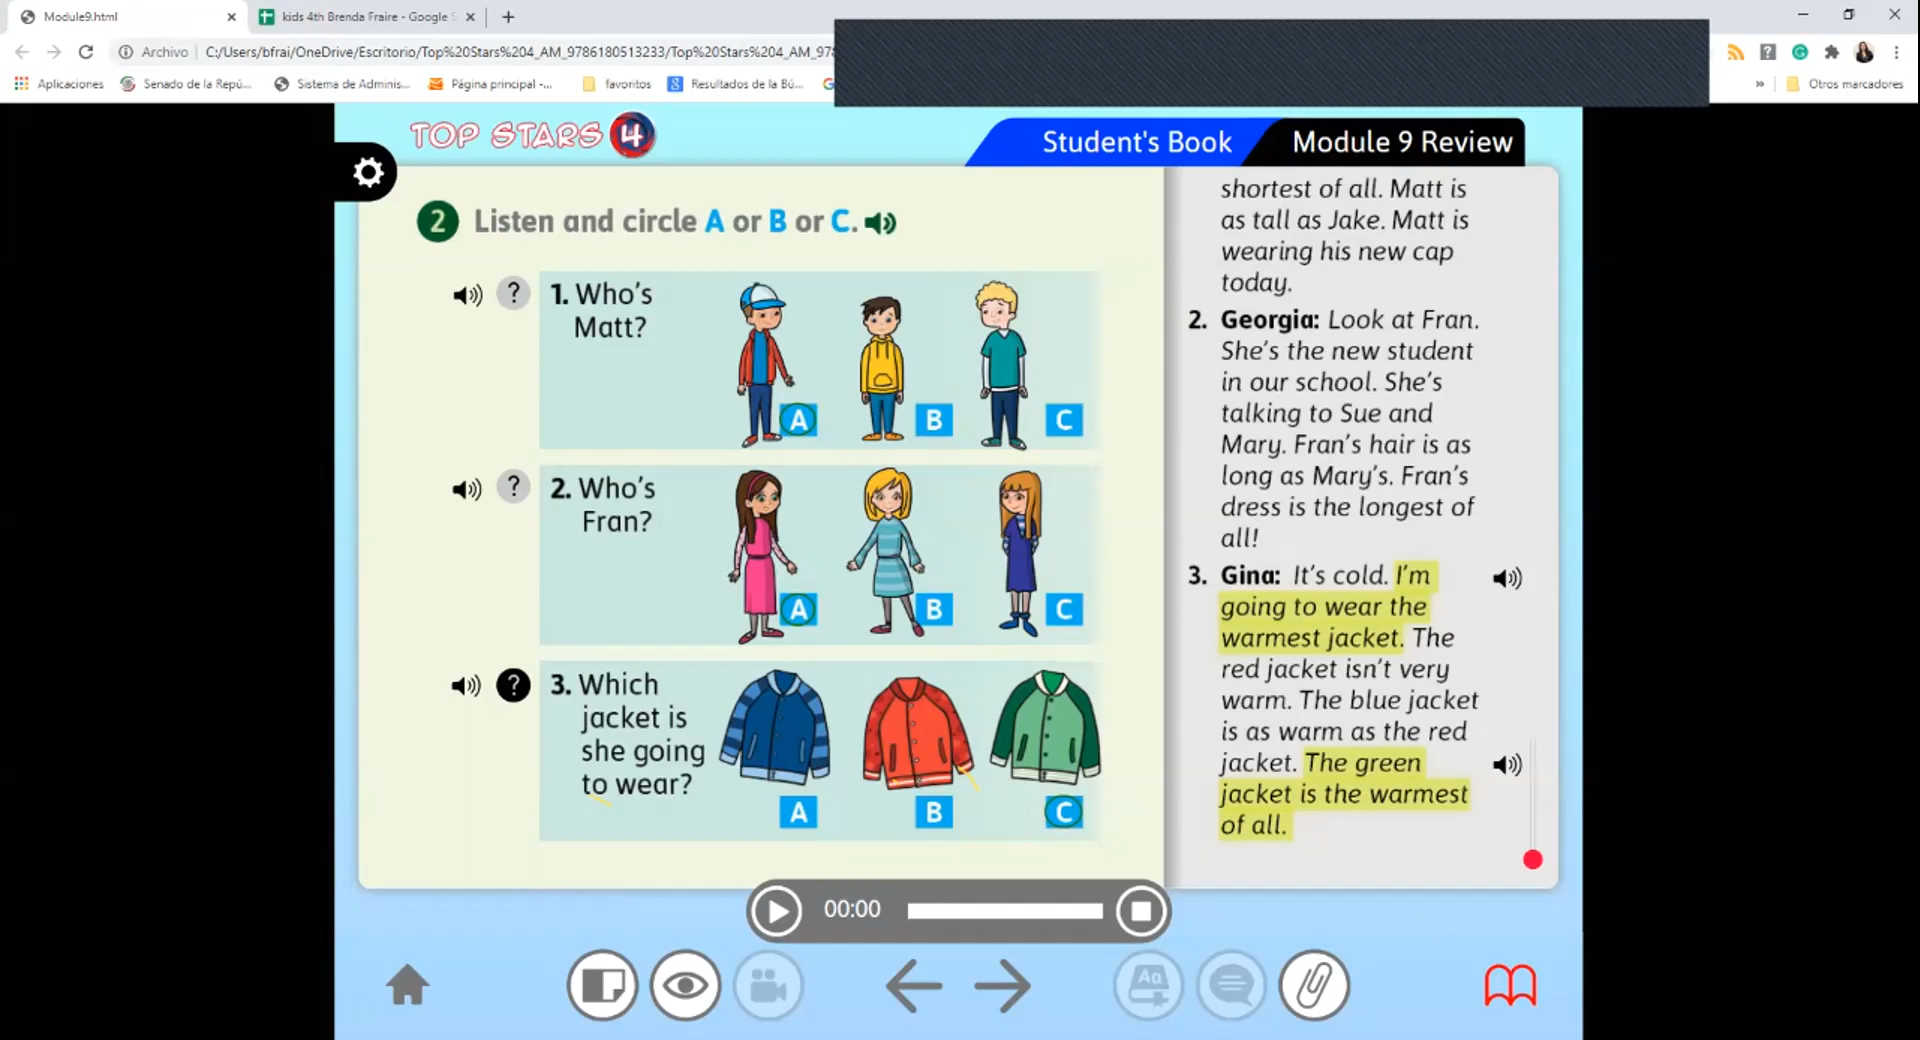 Module9.html
kids 4th Brenda Fraire - Google S
Archivo
C:/Users/bfrai/OneDrive/Escritorio/Top%20Stars%204_AM_9786180513233/Top%20Stars%204_AM_978
Aplicaciones
Senado de la Repú...
Sistema de Adminis...
Página principal -...
favoritos
Resultados de la Bú...
»
Otros marcadores
TOP STARS 4
Student's Book
Module 9 Review
2 Listen and circle A or B or C.
? 1. Who's
Matt?
A
B
C
? 2. Who's
Fran?
A
B
C
? 3. Which
jacket is
she going
to wear?
A
B
C
shortest of all. Matt is
as tall as Jake. Matt is
wearing his new cap
today.
2. Georgia: Look at Fran.
She's the new student
in our school. She's
talking to Sue and
Mary. Fran's hair is as
long as Mary's. Fran's
dress is the longest of
all!
3. Gina: It's cold. I'm
going to wear the
warmest jacket. The
red jacket isn't very
warm. The blue jacket
is as warm as the red
jacket. The green
jacket is the warmest
of all.
00:00
Aa